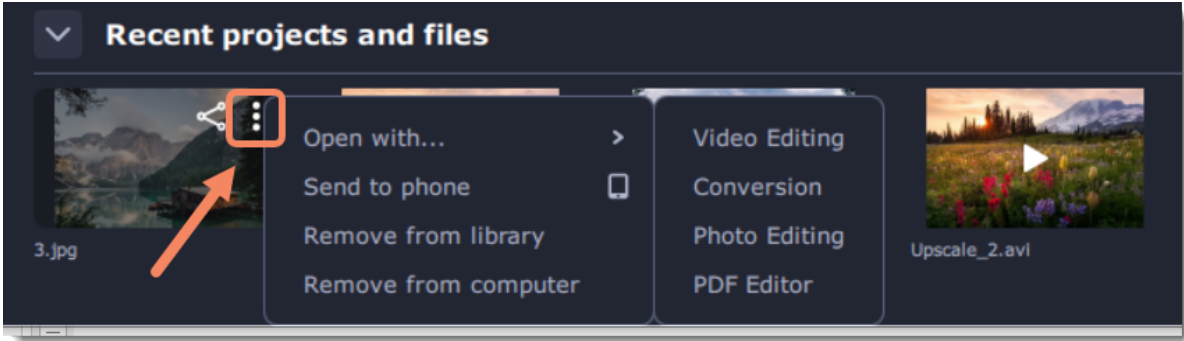 Recent projects and files
Open with...
Send to phone
Remove from library
Remove from computer
Video Editing
Conversion
Photo Editing
PDF Editor
3.jpg
Upscale_2.avi